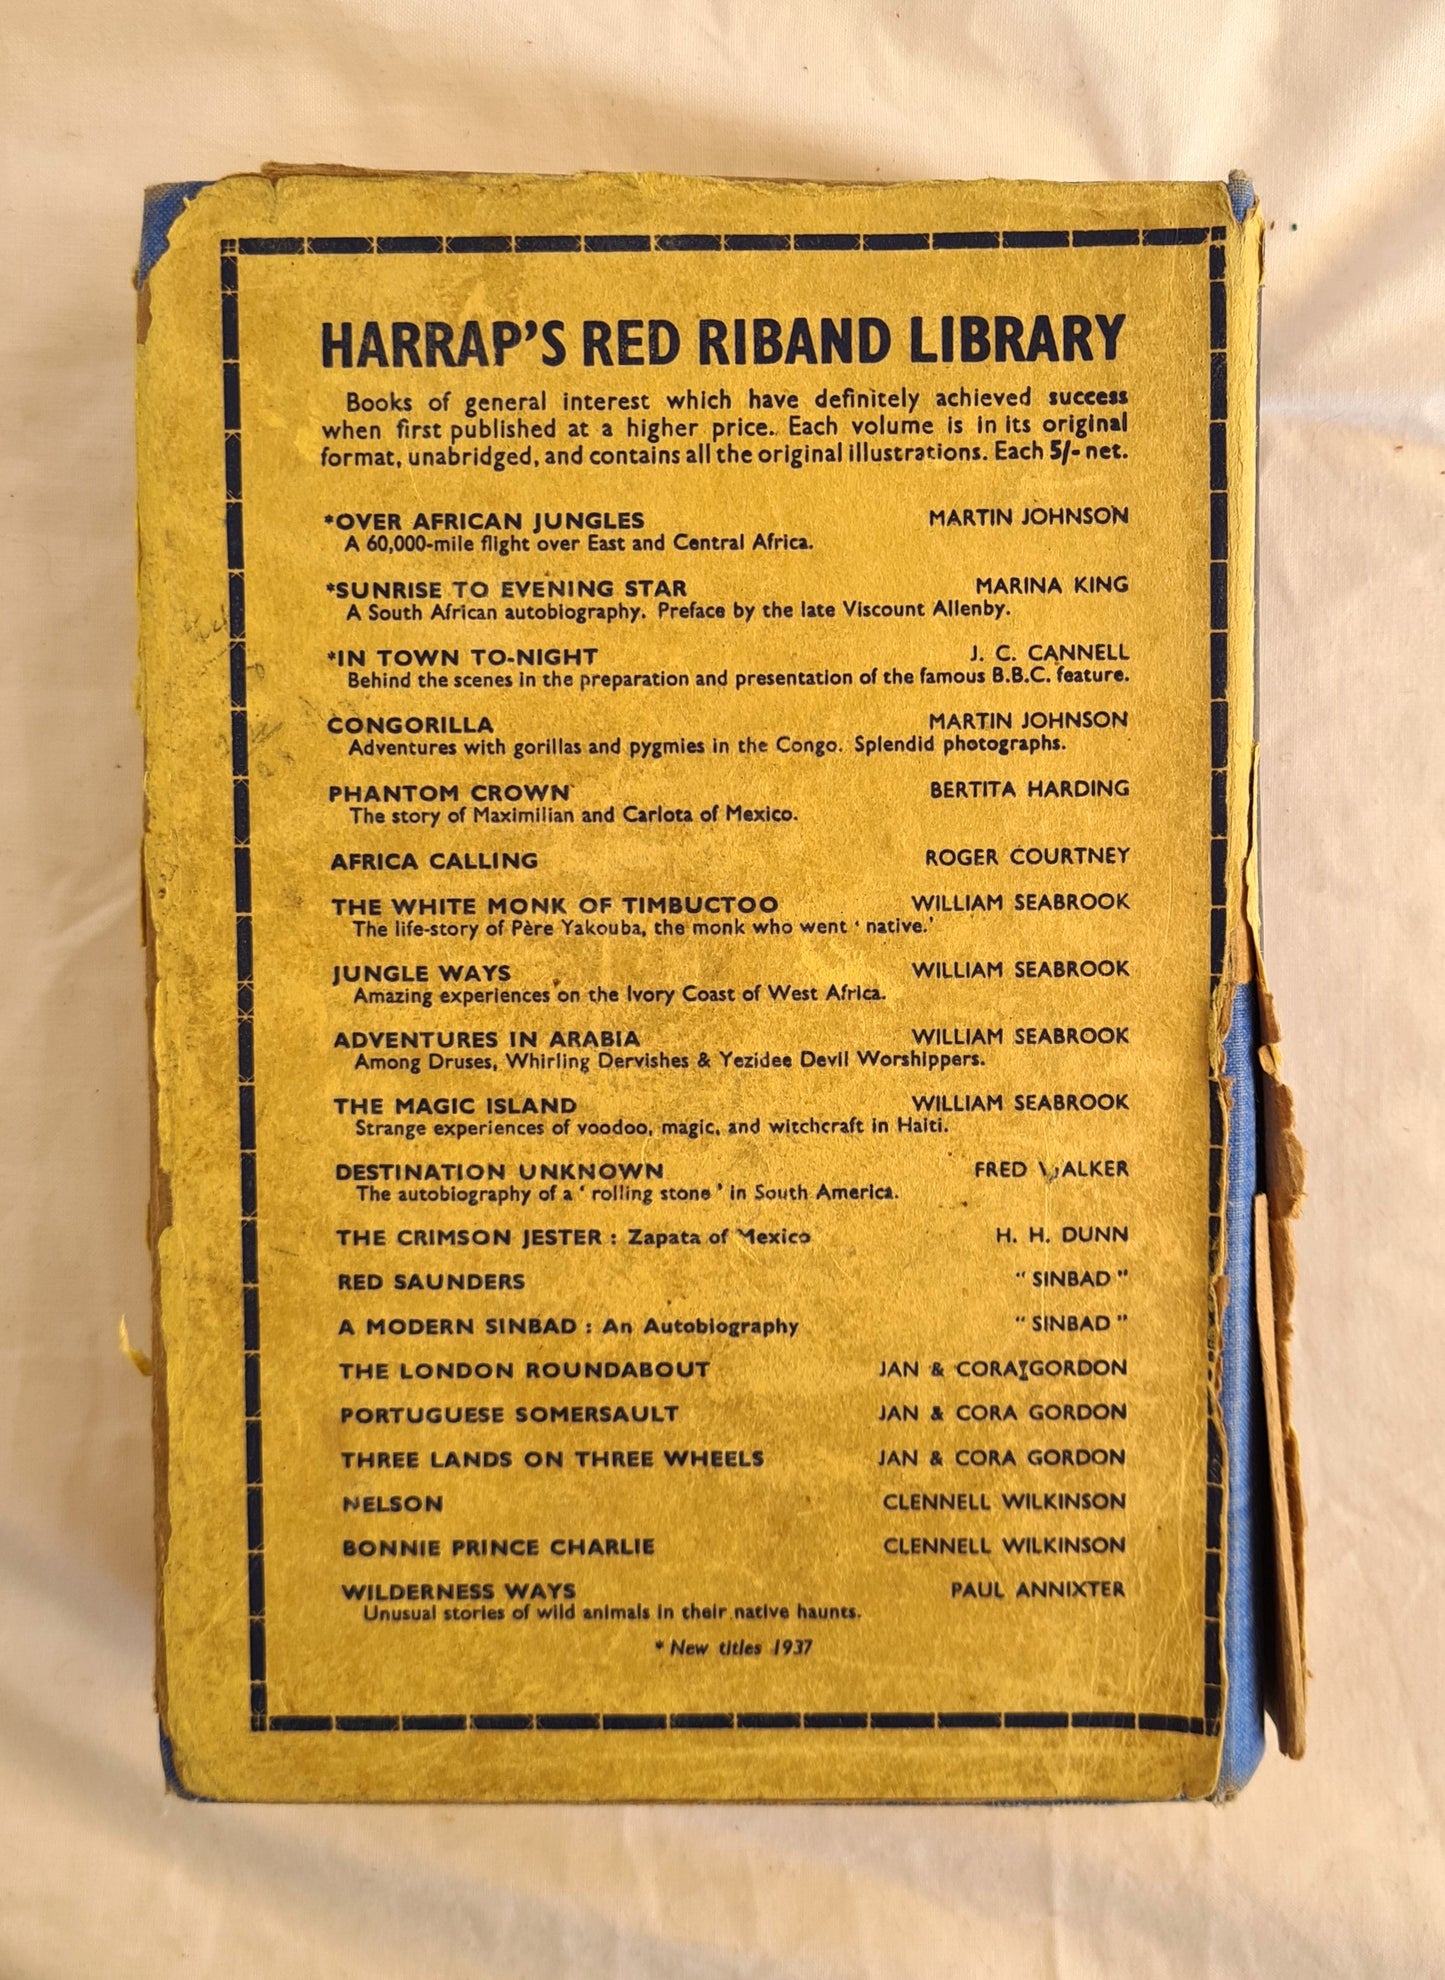 HARRAP'S RED RIBAND LIBRARY
Books of general interest which have definitely achieved success
when first published at a higher price. Each volume is in its original
format, unabridged, and contains all the original illustrations. Each 5/- net.
*OVER AFRICAN JUNGLES MARTIN JOHNSON
A 60,000-mile flight over East and Central Africa.
*SUNRISE TO EVENING STAR MARINA KING
A South African autobiography. Preface by the late Viscount Allenby.
*IN TOWN TO-NIGHT J. C. CANNELL
Behind the scenes in the preparation and presentation of the famous B.B.C. feature.
CONGORILLA MARTIN JOHNSON
Adventures with gorillas and pygmies in the Congo. Splendid photographs.
PHANTOM CROWN BERTITA HARDING
The story of Maximilian and Carlota of Mexico.
AFRICA CALLING ROGER COURTNEY
THE WHITE MONK OF TIMBUCTOO WILLIAM SEABROOK
The life-story of Père Yakouba, the monk who went ' native.'
JUNGLE WAYS WILLIAM SEABROOK
Amazing experiences on the Ivory Coast of West Africa.
ADVENTURES IN ARABIA WILLIAM SEABROOK
Among Druses, Whirling Dervishes & Yezidee Devil Worshippers.
THE MAGIC ISLAND WILLIAM SEABROOK
Strange experiences of voodoo, magic, and witchcraft in Haiti.
DESTINATION UNKNOWN FRED WALKER
The autobiography of a ' rolling stone ' in South America.
THE CRIMSON JESTER : Zapata of Mexico H. H. DUNN
RED SAUNDERS " SINBAD "
A MODERN SINBAD : An Autobiography " SINBAD "
THE LONDON ROUNDABOUT JAN & CORA GORDON
PORTUGUESE SOMERSAULT JAN & CORA GORDON
THREE LANDS ON THREE WHEELS JAN & CORA GORDON
NELSON CLENNELL WILKINSON
BONNIE PRINCE CHARLIE CLENNELL WILKINSON
WILDERNESS WAYS PAUL ANNIXTER
Unusual stories of wild animals in their native haunts.
* New titles 1937